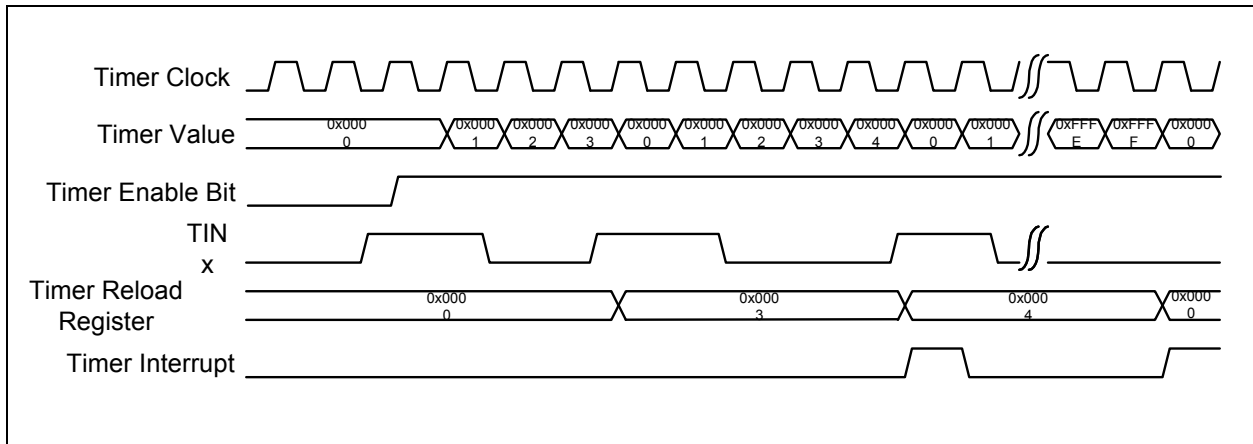 Timer Clock
Timer Value
0x000 0x000 0x000 0x000 0x000 0x000 0x000 0x000 0x000 0x000 0x000 0xFFF 0xFFF 0x000
0 1 2 3 0 1 2 3 4 0 1 E F 0
Timer Enable Bit
TIN
x
Timer Reload
Register
0x000 0x000 0x000 0x000
0 3 4 0
Timer Interrupt